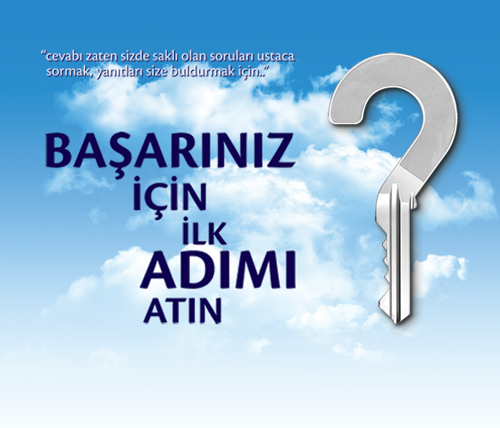 “cevabı zaten sizde saklı olan soruları ustaca
sormak, yanıtları size buldurmak için..”
BAŞARINIZ
İÇİN
İLK
ADIMI
ATIN